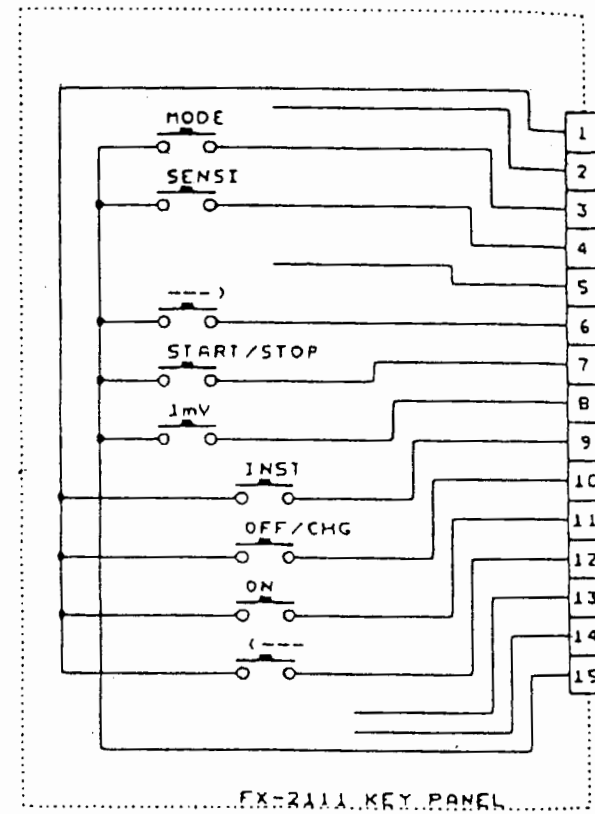 MODE
1
2
SENSI
3
4
5
---)
6
START/STOP
7
1mV
8
9
INST
10
OFF/CHG
11
12
ON
13
(---
14
15
FX-2111 KEY PANEL